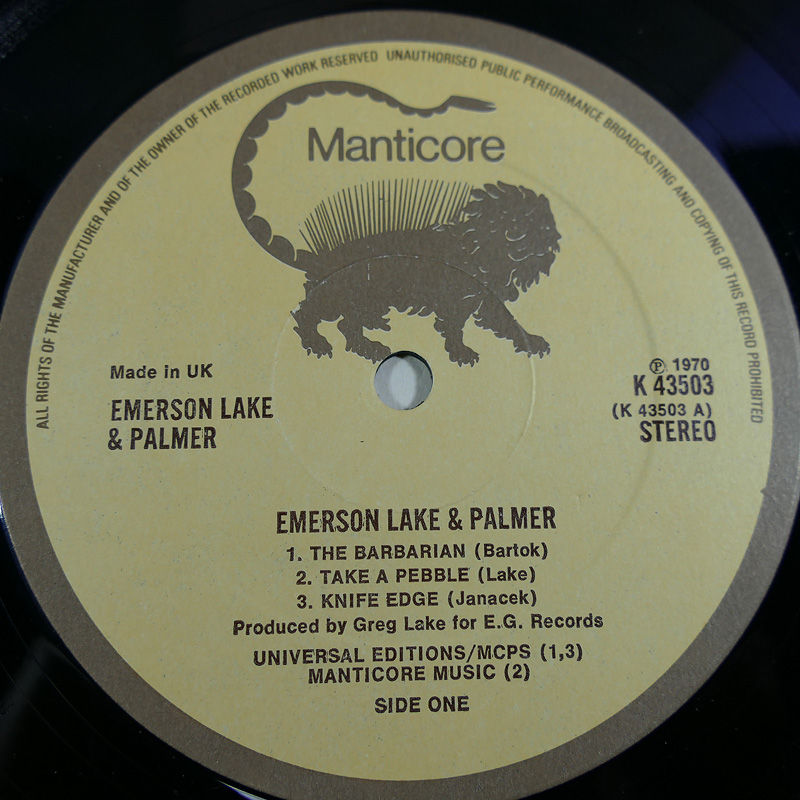 ALL RIGHTS OF THE MANUFACTURER AND OF THE OWNER OF THE RECORDED WORK RESERVED UNAUTHORISED PUBLIC PERFORMANCE BROADCASTING AND COPYING OF THIS RECORD PROHIBITED
Manticore
Made in UK
EMERSON LAKE
& PALMER
℗ 1970
K 43503
(K 43503 A)
STEREO
EMERSON LAKE & PALMER
1. THE BARBARIAN (Bartok)
2. TAKE A PEBBLE (Lake)
3. KNIFE EDGE (Janacek)
Produced by Greg Lake for E.G. Records
UNIVERSAL EDITIONS/MCPS (1,3)
MANTICORE MUSIC (2)
SIDE ONE